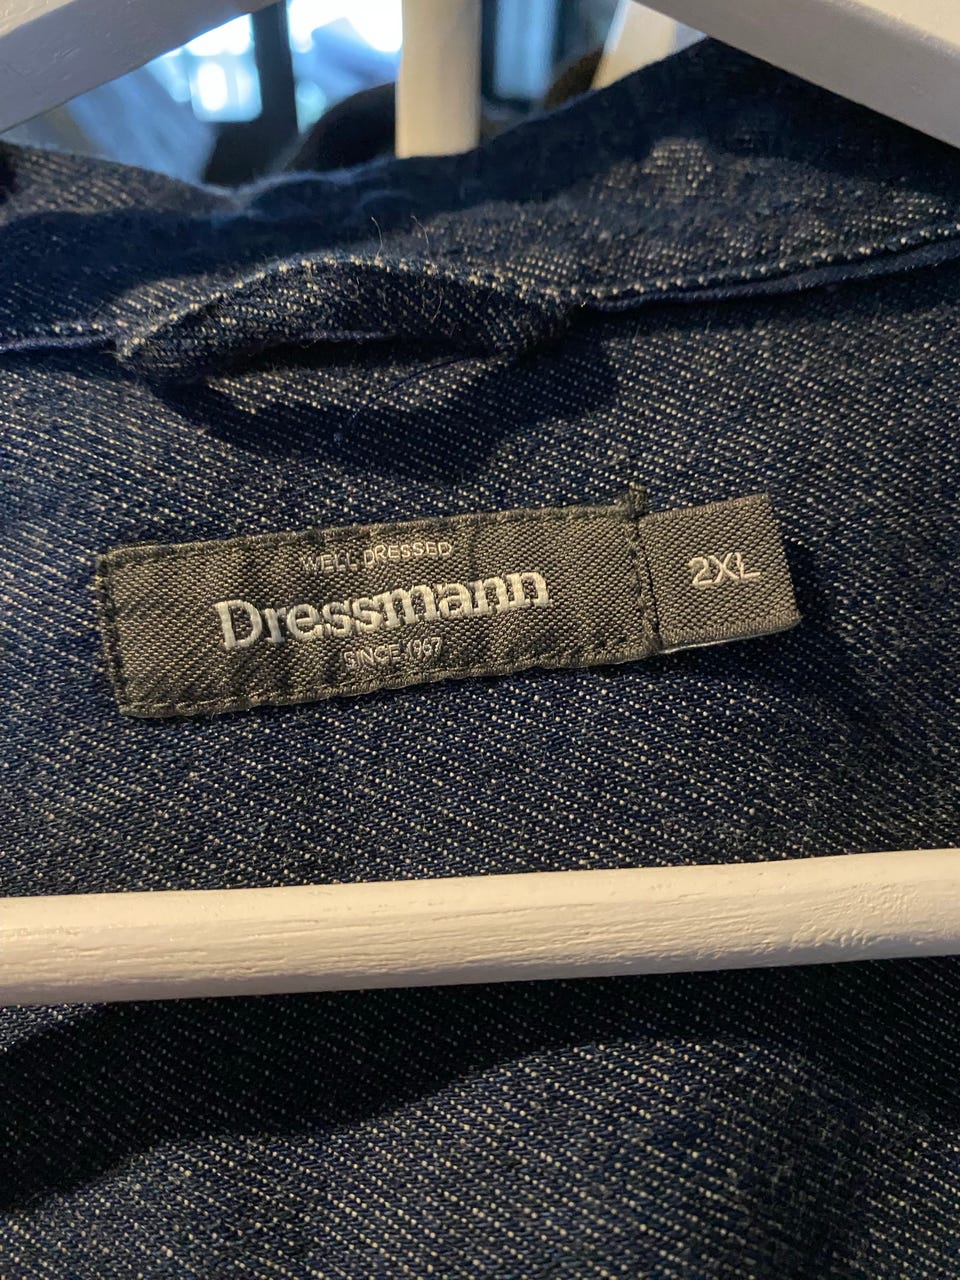 WELL DRESSED
Dressmann
SINCE 1967
2XL